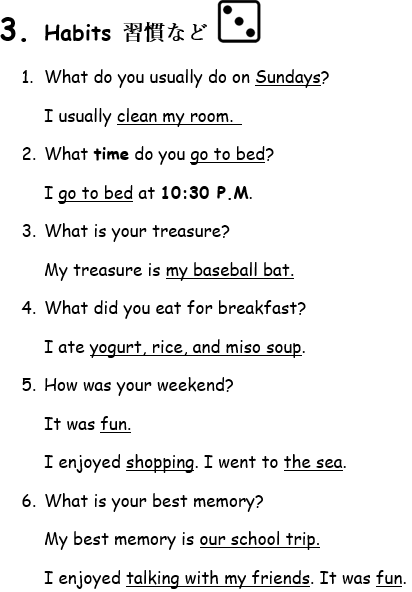 3. Habits 習慣など
1. What do you usually do on Sundays?
I usually clean my room.
2. What time do you go to bed?
I go to bed at 10:30 P.M.
3. What is your treasure?
My treasure is my baseball bat.
4. What did you eat for breakfast?
I ate yogurt, rice, and miso soup.
5. How was your weekend?
It was fun.
I enjoyed shopping. I went to the sea.
6. What is your best memory?
My best memory is our school trip.
I enjoyed talking with my friends. It was fun.